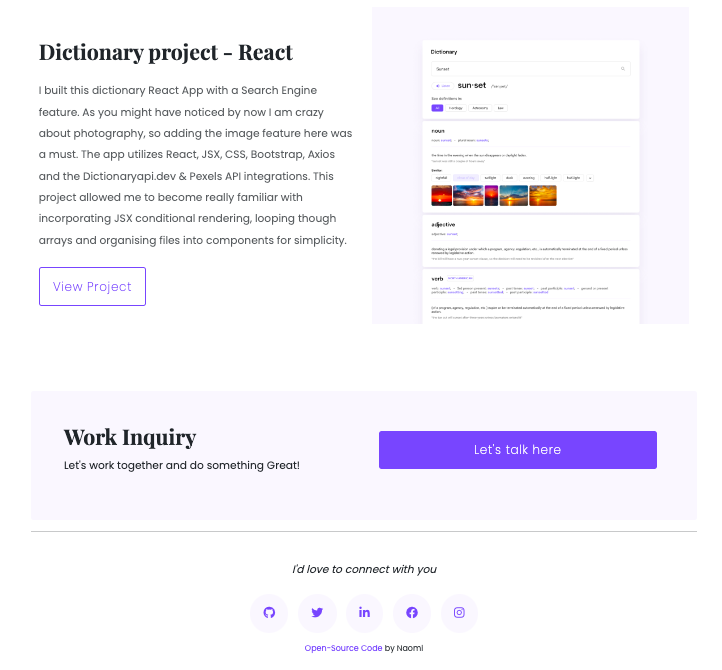 Dictionary project - React
I built this dictionary React App with a Search Engine
feature. As you might have noticed by now I am crazy
about photography, so adding the image feature here was
a must. The app utilizes React, JSX, CSS, Bootstrap, Axios
and the Dictionaryapi.dev & Pexels API integrations. This
project allowed me to become really familiar with
incorporating JSX conditional rendering, looping though
arrays and organising files into components for simplicity.
View Project
Dictionary
Sunset
sun·set
noun
adjective
verb
Work Inquiry
Let's work together and do something Great!
Let's talk here
I'd love to connect with you
Open-Source Code by Naomi